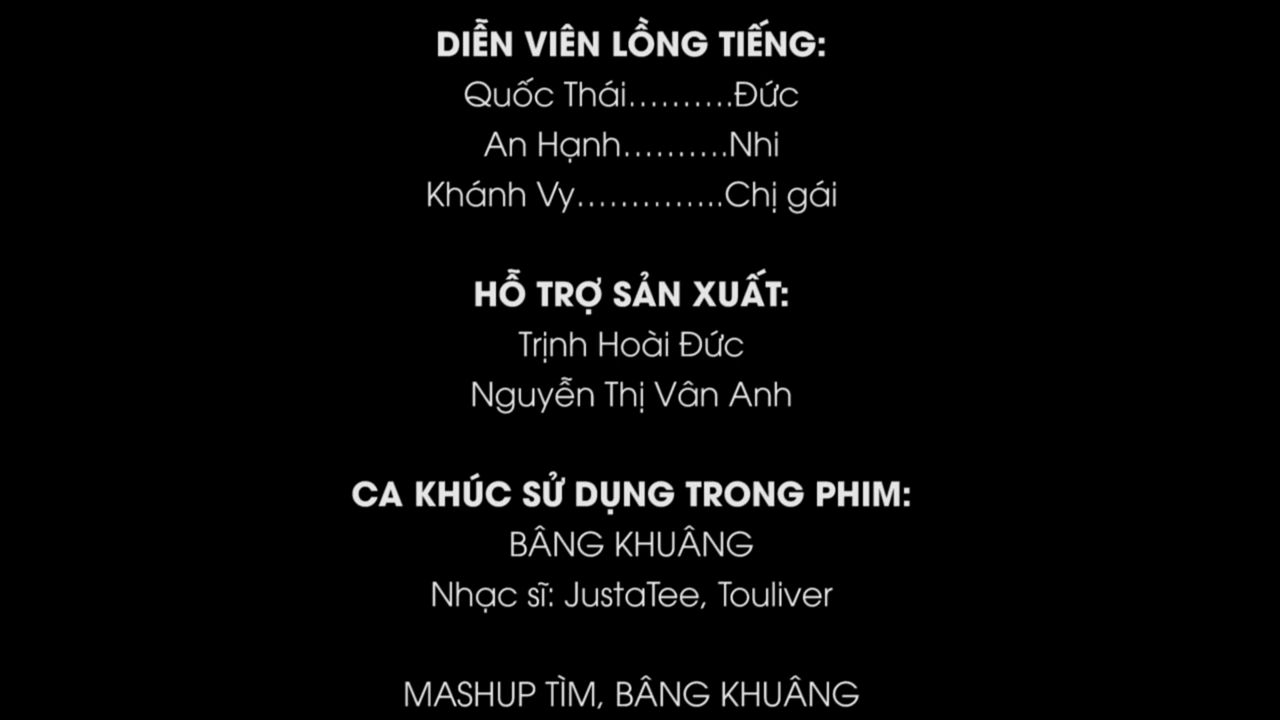 DIỄN VIÊN LỒNG TIẾNG:
Quốc Thái..........Đức
An Hạnh..........Nhi
Khánh Vy..............Chị gái
HỖ TRỢ SẢN XUẤT:
Trịnh Hoài Đức
Nguyễn Thị Vân Anh
CA KHÚC SỬ DỤNG TRONG PHIM:
BÂNG KHUÂNG
Nhạc sĩ: JustaTee, Touliver
MASHUP TÌM, BÂNG KHUÂNG